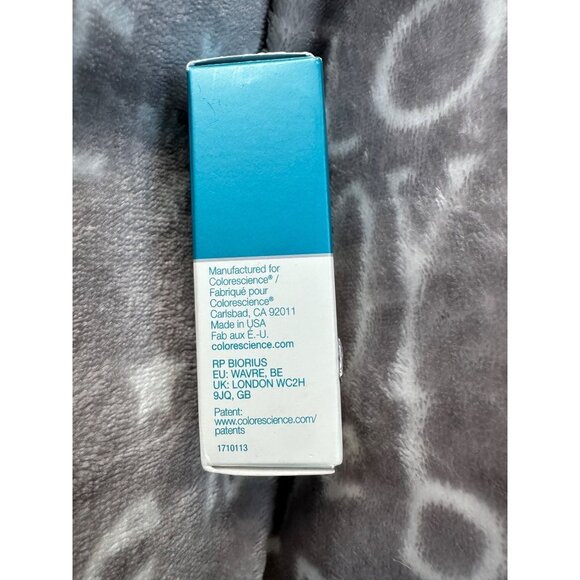 Manufactured for
Colorescience® /
Fabriqué pour
Colorescience®
Carlsbad, CA 92011
Made in USA
Fab aux É.-U.
colorescience.com
RP BIORIUS
EU: WAVRE, BE
UK: LONDON WC2H
9JQ, GB
Patent:
www.colorescience.com/
patents
1710113